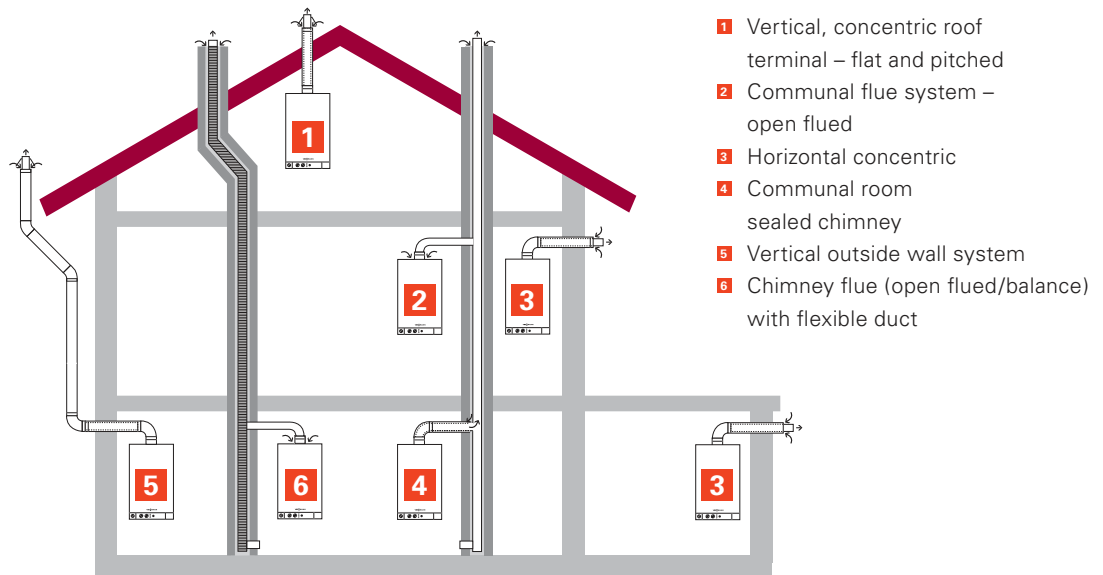 1 Vertical, concentric roof
terminal – flat and pitched
2 Communal flue system –
open flued
3 Horizontal concentric
4 Communal room
sealed chimney
5 Vertical outside wall system
6 Chimney flue (open flued/balance)
with flexible duct
1
2
3
5
6
4
3